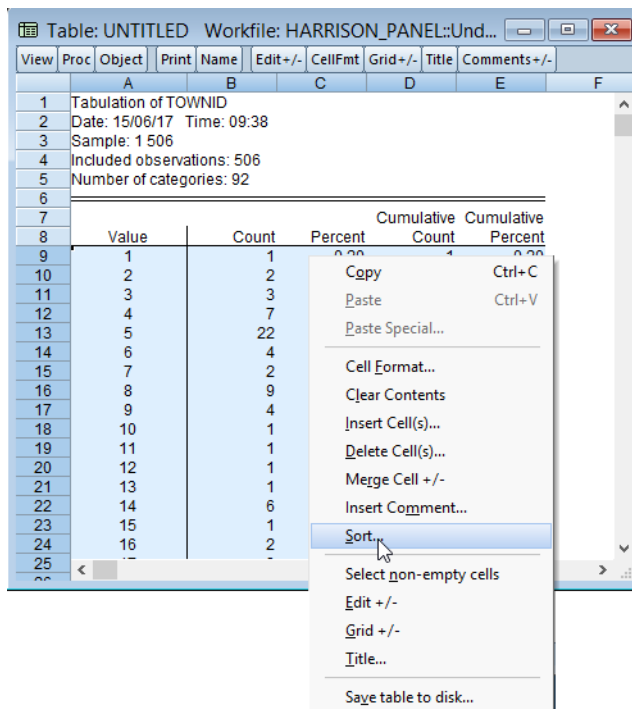 Table: UNTITLED Workfile: HARRISON_PANEL::Und...
View Proc Object Print Name Edit+/- CellFmt Grid+/- Title Comments+/-
A B C D E F
1 Tabulation of TOWNID
2 Date: 15/06/17 Time: 09:38
3 Sample: 1 506
4 Included observations: 506
5 Number of categories: 92
6
7 Cumulative Cumulative
8 Value Count Percent Count Percent
9 1 1 0.20 1 0.20
10 2 2
11 3 3
12 4 7
13 5 22
14 6 4
15 7 2
16 8 9
17 9 4
18 10 1
19 11 1
20 12 1
21 13 1
22 14 6
23 15 1
24 16 2
25
Copy Ctrl+C
Paste Ctrl+V
Paste Special...
Cell Format...
Clear Contents
Insert Cell(s)...
Delete Cell(s)...
Merge Cell +/-
Insert Comment...
Sort...
Select non-empty cells
Edit +/-
Grid +/-
Title...
Save table to disk...